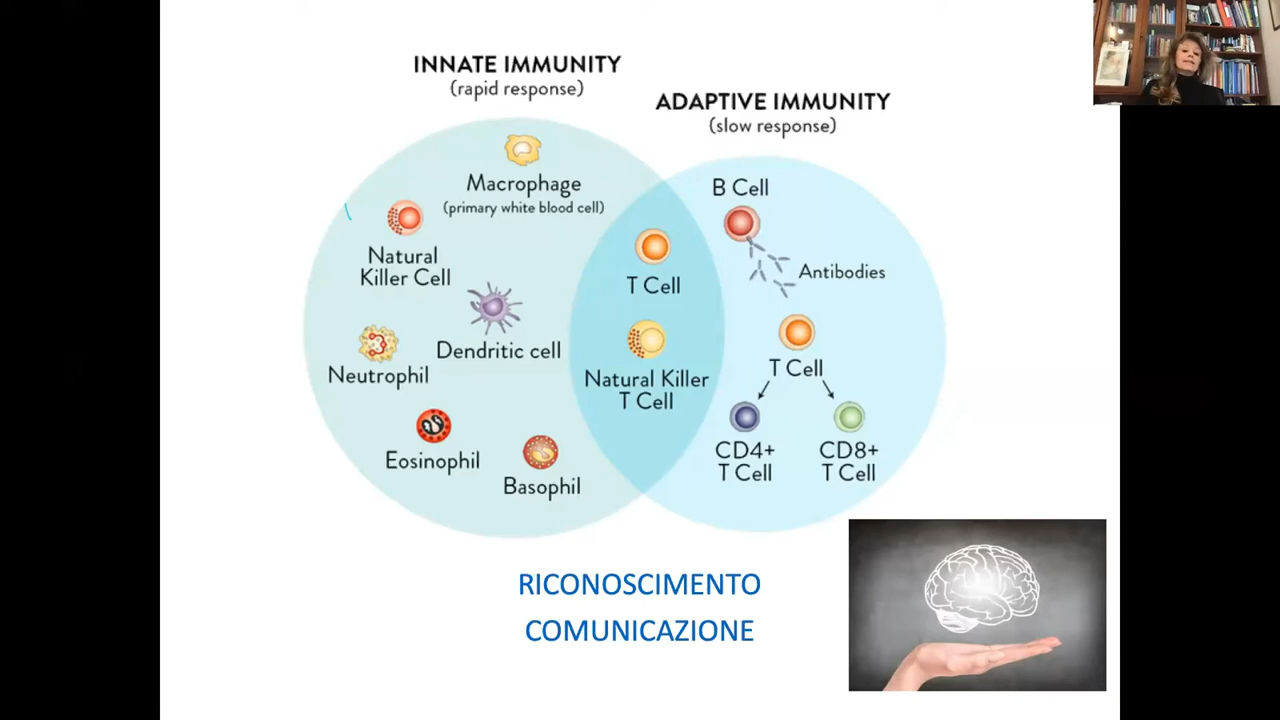 INNATE IMMUNITY
(rapid response)
ADAPTIVE IMMUNITY
(slow response)
Macrophage
(primary white blood cell)
Natural
Killer Cell
Dendritic cell
Neutrophil
Eosinophil
Basophil
T Cell
Natural Killer
T Cell
B Cell
Antibodies
T Cell
CD4+
T Cell
CD8+
T Cell
RICONOSCIMENTO
COMUNICAZIONE